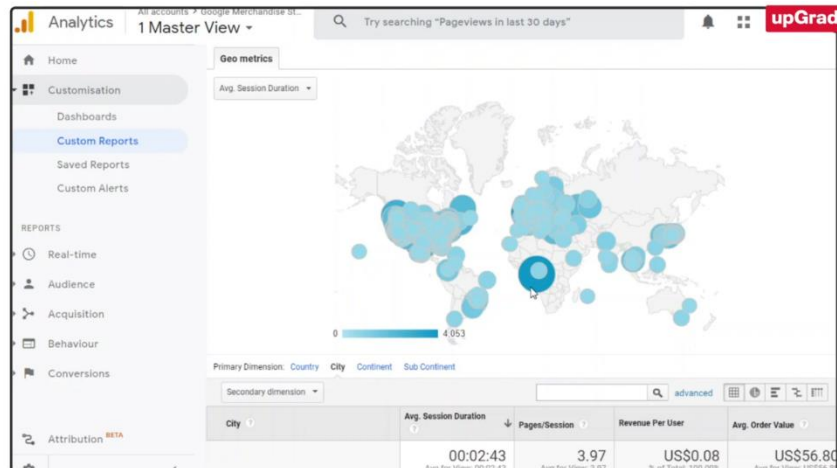 Analytics
All accounts > Google Merchandise St...
1 Master View
Try searching "Pageviews in last 30 days"
upGrad
Home
Customisation
Dashboards
Custom Reports
Saved Reports
Custom Alerts
REPORTS
Real-time
Audience
Acquisition
Behaviour
Conversions
Attribution BETA
Geo metrics
Avg. Session Duration
0
4,053
Primary Dimension: Country City Continent Sub Continent
Secondary dimension
advanced
City
Avg. Session Duration
Pages/Session
Revenue Per User
Avg. Order Value
00:02:43
3.97
US$0.08
US$56.80